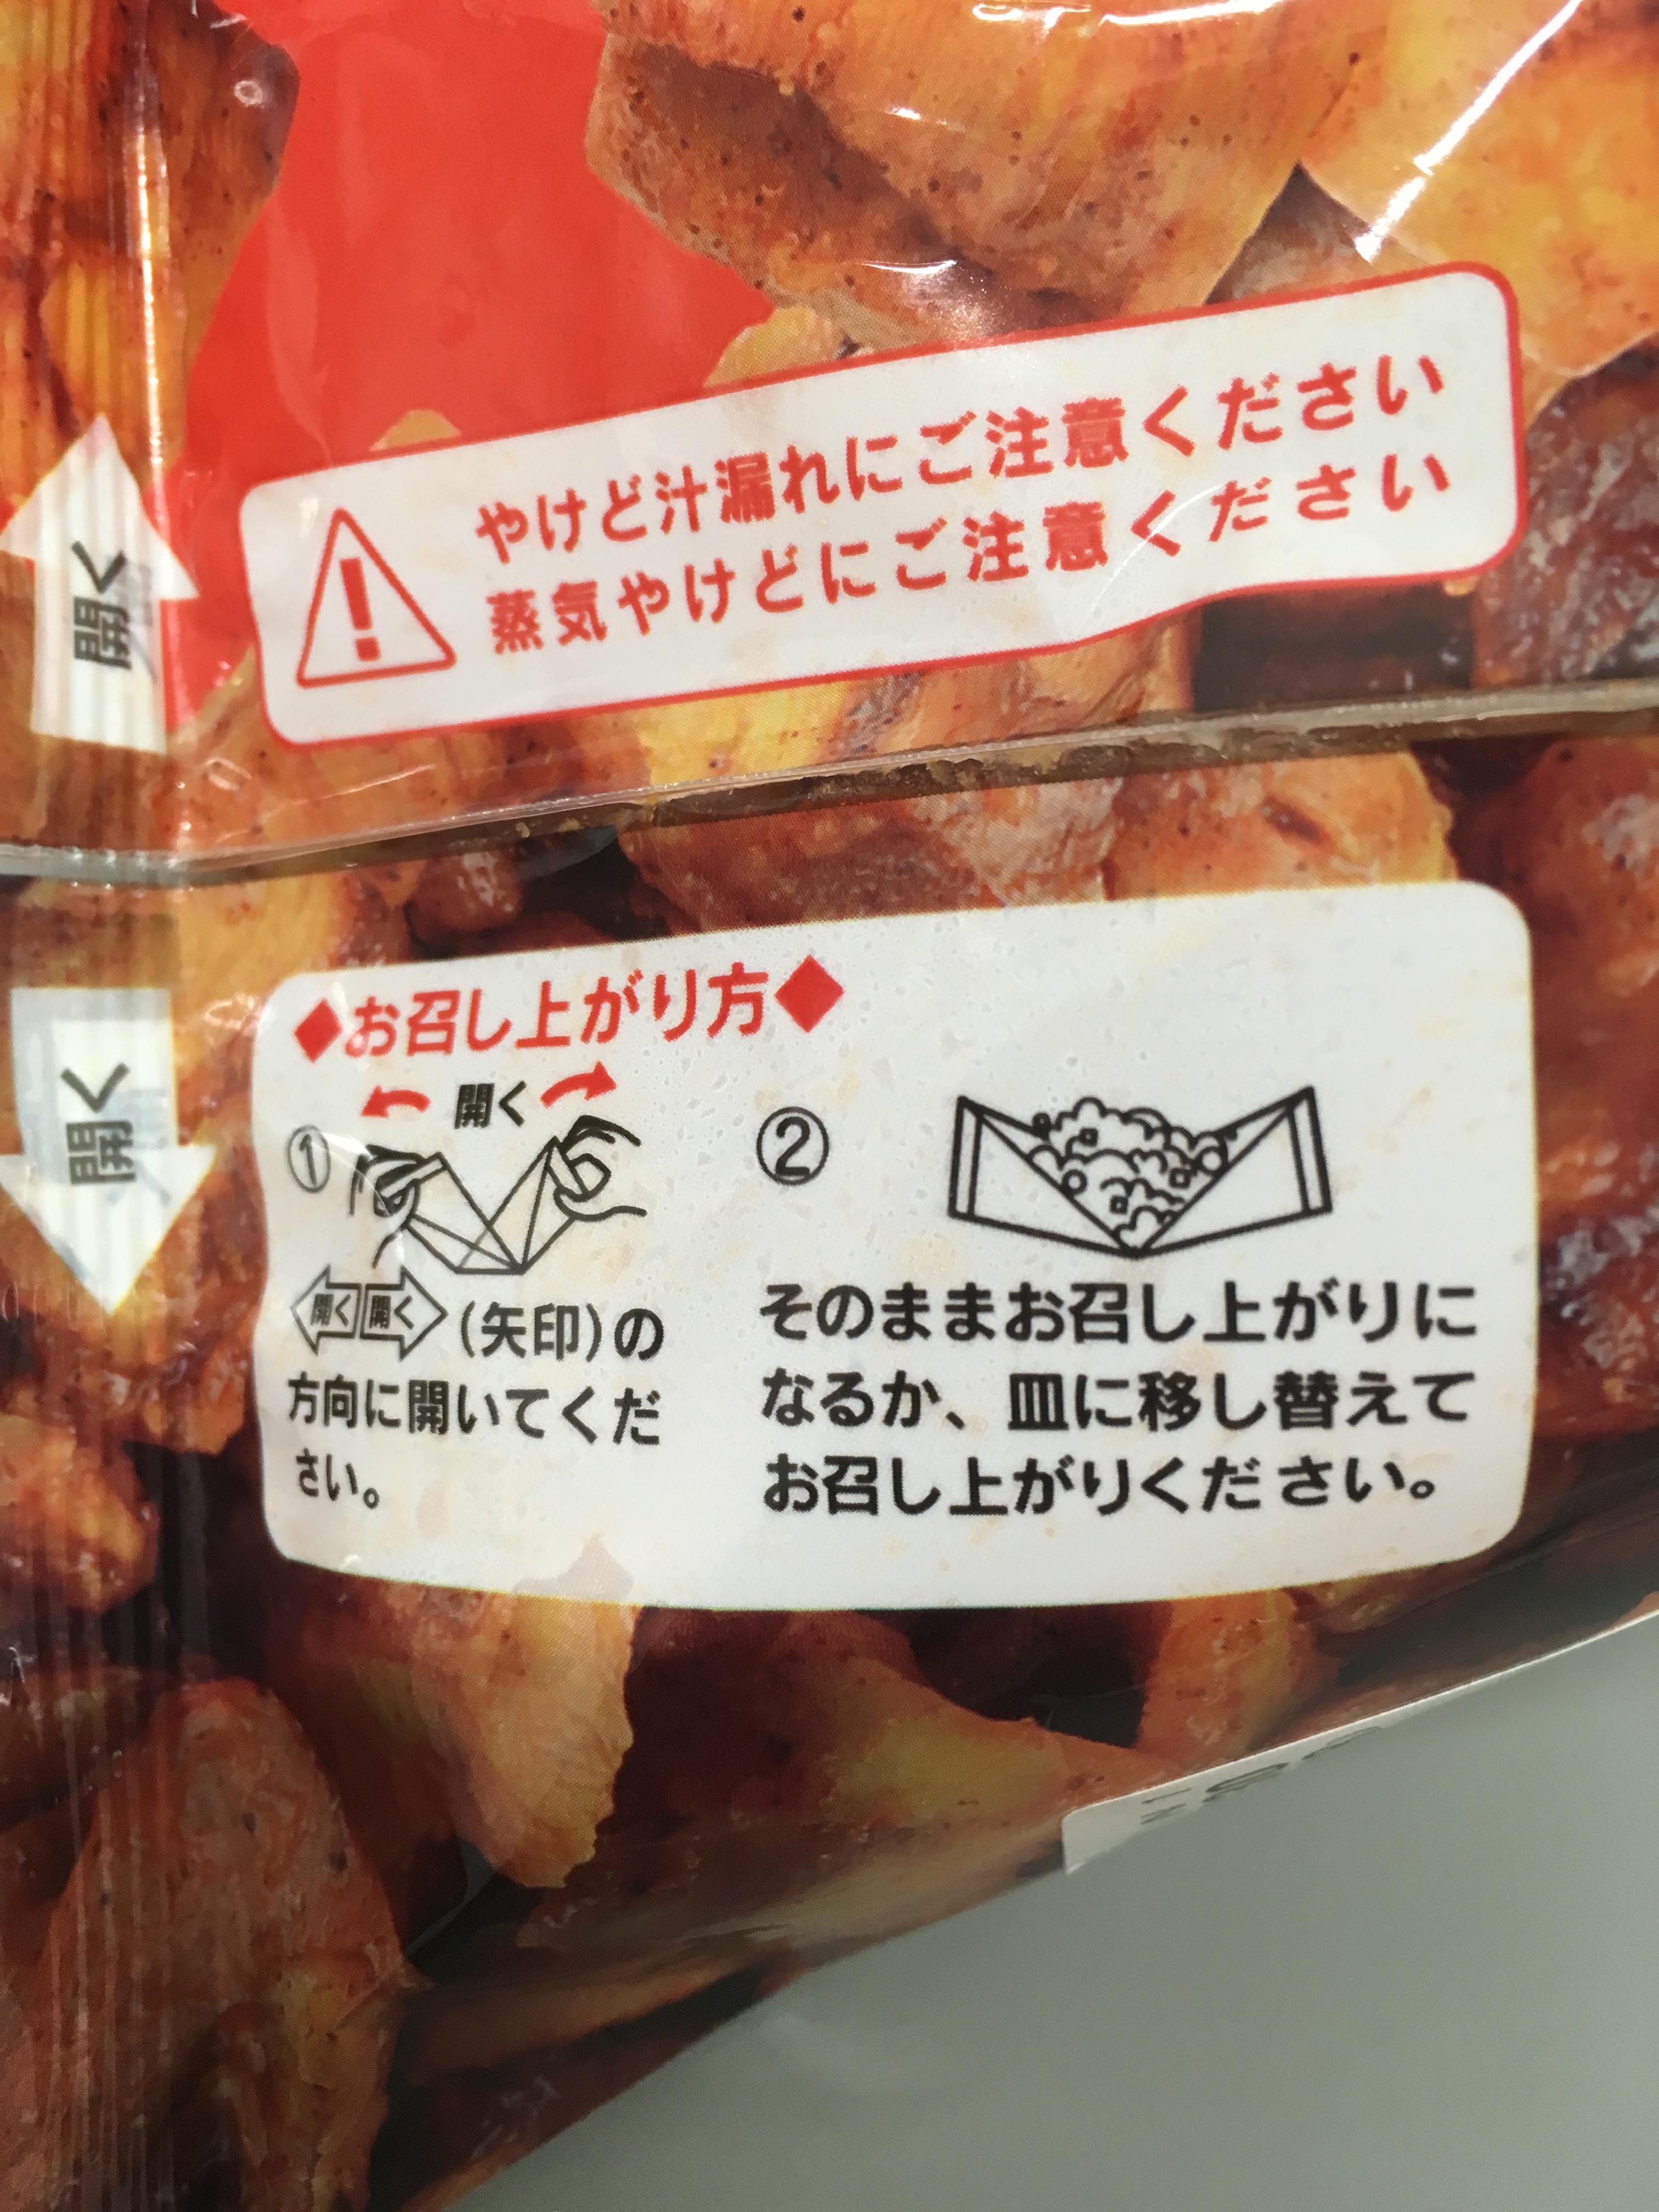 やけど汁漏れにご注意ください
蒸気やけどにご注意ください
開く
開く
◆お召し上がり方◆
開く
①
開く 開く (矢印)の
方向に開いてくだ
さい。
②
そのままお召し上がりに
なるか、皿に移し替えて
お召し上がりください。